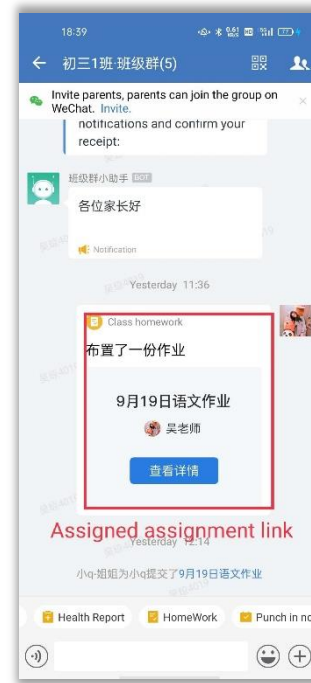 18:39
初三1班·班级群(5)
Invite parents, parents can join the group on
WeChat. Invite.
notifications and confirm your
receipt:
班级群小助手 BOT
各位家长好
Notification
Yesterday 11:36
Class homework
布置了一份作业
9月19日语文作业
吴老师
查看详情
Assigned assignment link
Yesterday 12:14
小q-姐姐为小q提交了9月19日语文作业
Health Report
HomeWork
Punch in no